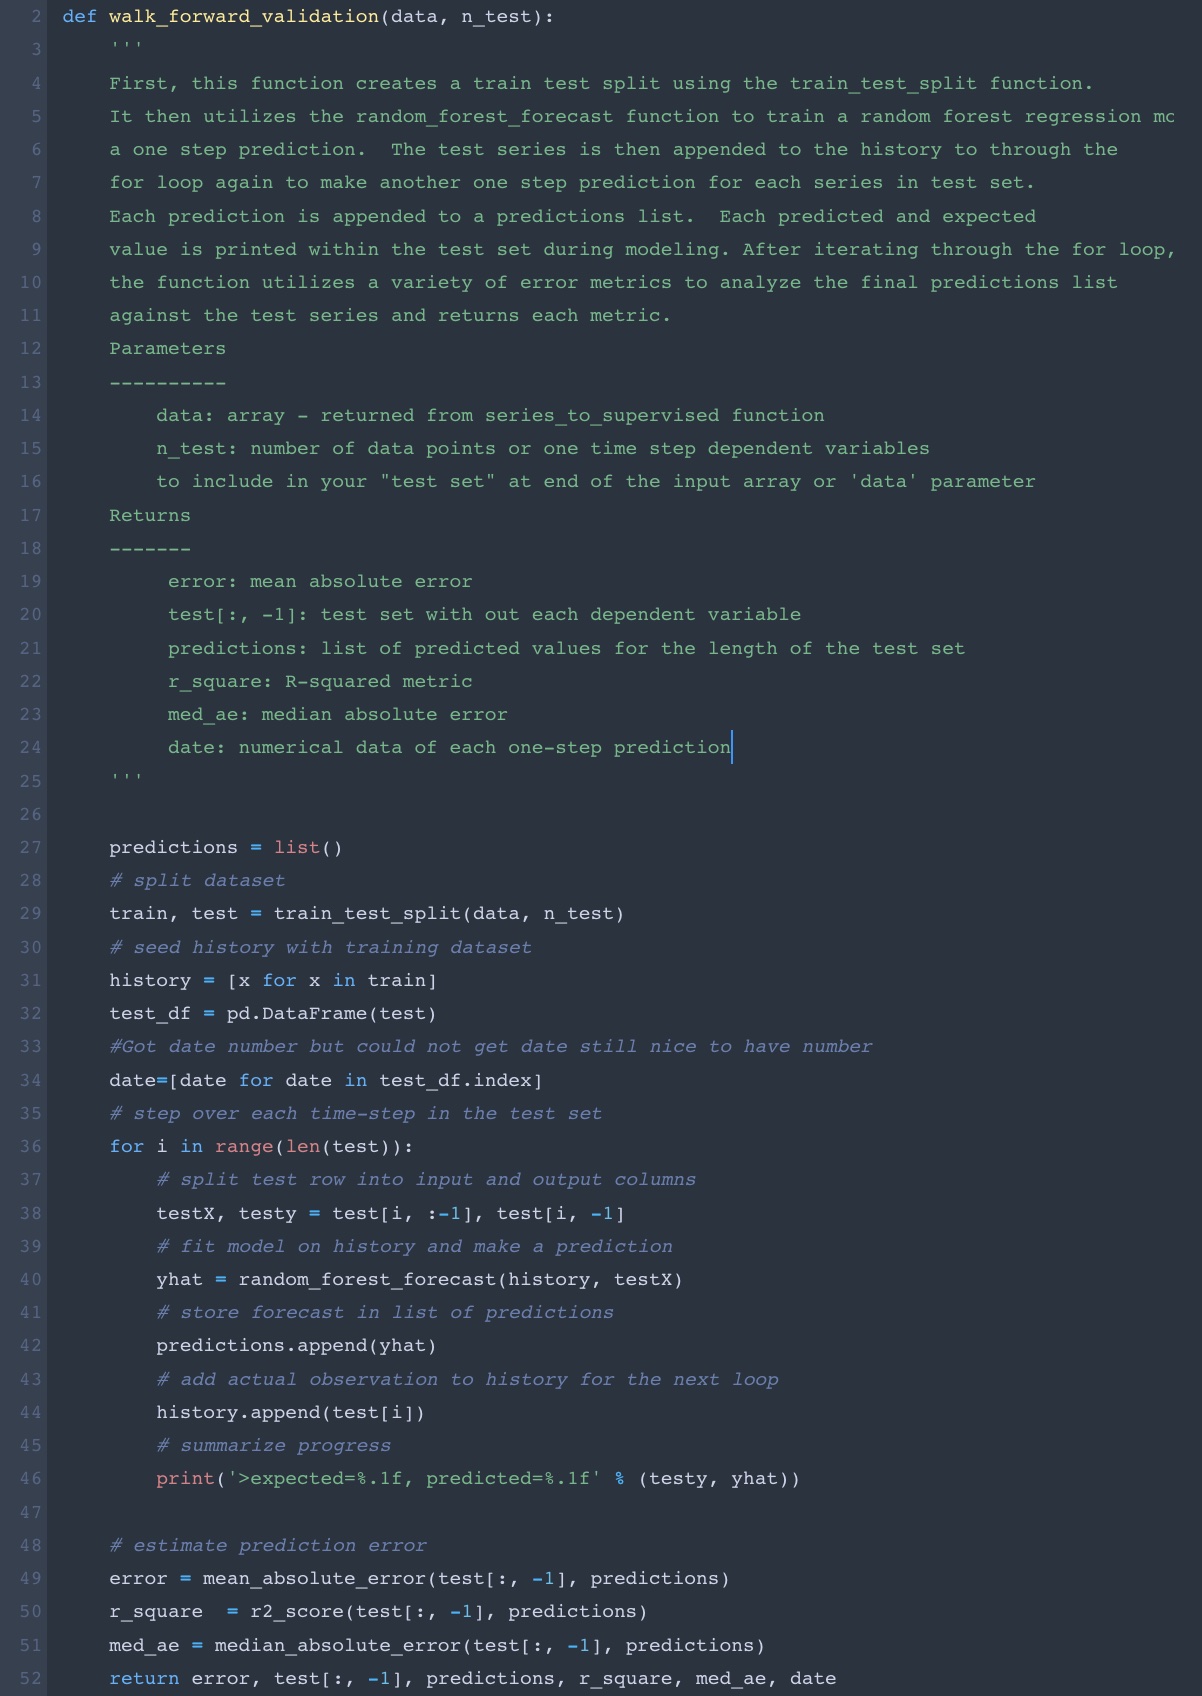 2 def walk_forward_validation(data, n_test):
3     '''
4     First, this function creates a train test split using the train_test_split function.
5     It then utilizes the random_forest_forecast function to train a random forest regression mo
6     a one step prediction.  The test series is then appended to the history to through the
7     for loop again to make another one step prediction for each series in test set.
8     Each prediction is appended to a predictions list.  Each predicted and expected
9     value is printed within the test set during modeling. After iterating through the for loop,
10     the function utilizes a variety of error metrics to analyze the final predictions list
11     against the test series and returns each metric.
12     Parameters
13     ----------
14         data: array - returned from series_to_supervised function
15         n_test: number of data points or one time step dependent variables
16         to include in your "test set" at end of the input array or 'data' parameter
17     Returns
18     -------
19          error: mean absolute error
20          test[:, -1]: test set with out each dependent variable
21          predictions: list of predicted values for the length of the test set
22          r_square: R-squared metric
23          med_ae: median absolute error
24          date: numerical data of each one-step prediction
25     '''
26
27     predictions = list()
28     # split dataset
29     train, test = train_test_split(data, n_test)
30     # seed history with training dataset
31     history = [x for x in train]
32     test_df = pd.DataFrame(test)
33     #Got date number but could not get date still nice to have number
34     date=[date for date in test_df.index]
35     # step over each time-step in the test set
36     for i in range(len(test)):
37         # split test row into input and output columns
38         testX, testy = test[i, :-1], test[i, -1]
39         # fit model on history and make a prediction
40         yhat = random_forest_forecast(history, testX)
41         # store forecast in list of predictions
42         predictions.append(yhat)
43         # add actual observation to history for the next loop
44         history.append(test[i])
45         # summarize progress
46         print('>expected=%.1f, predicted=%.1f' % (testy, yhat))
47
48     # estimate prediction error
49     error = mean_absolute_error(test[:, -1], predictions)
50     r_square  = r2_score(test[:, -1], predictions)
51     med_ae = median_absolute_error(test[:, -1], predictions)
52     return error, test[:, -1], predictions, r_square, med_ae, date